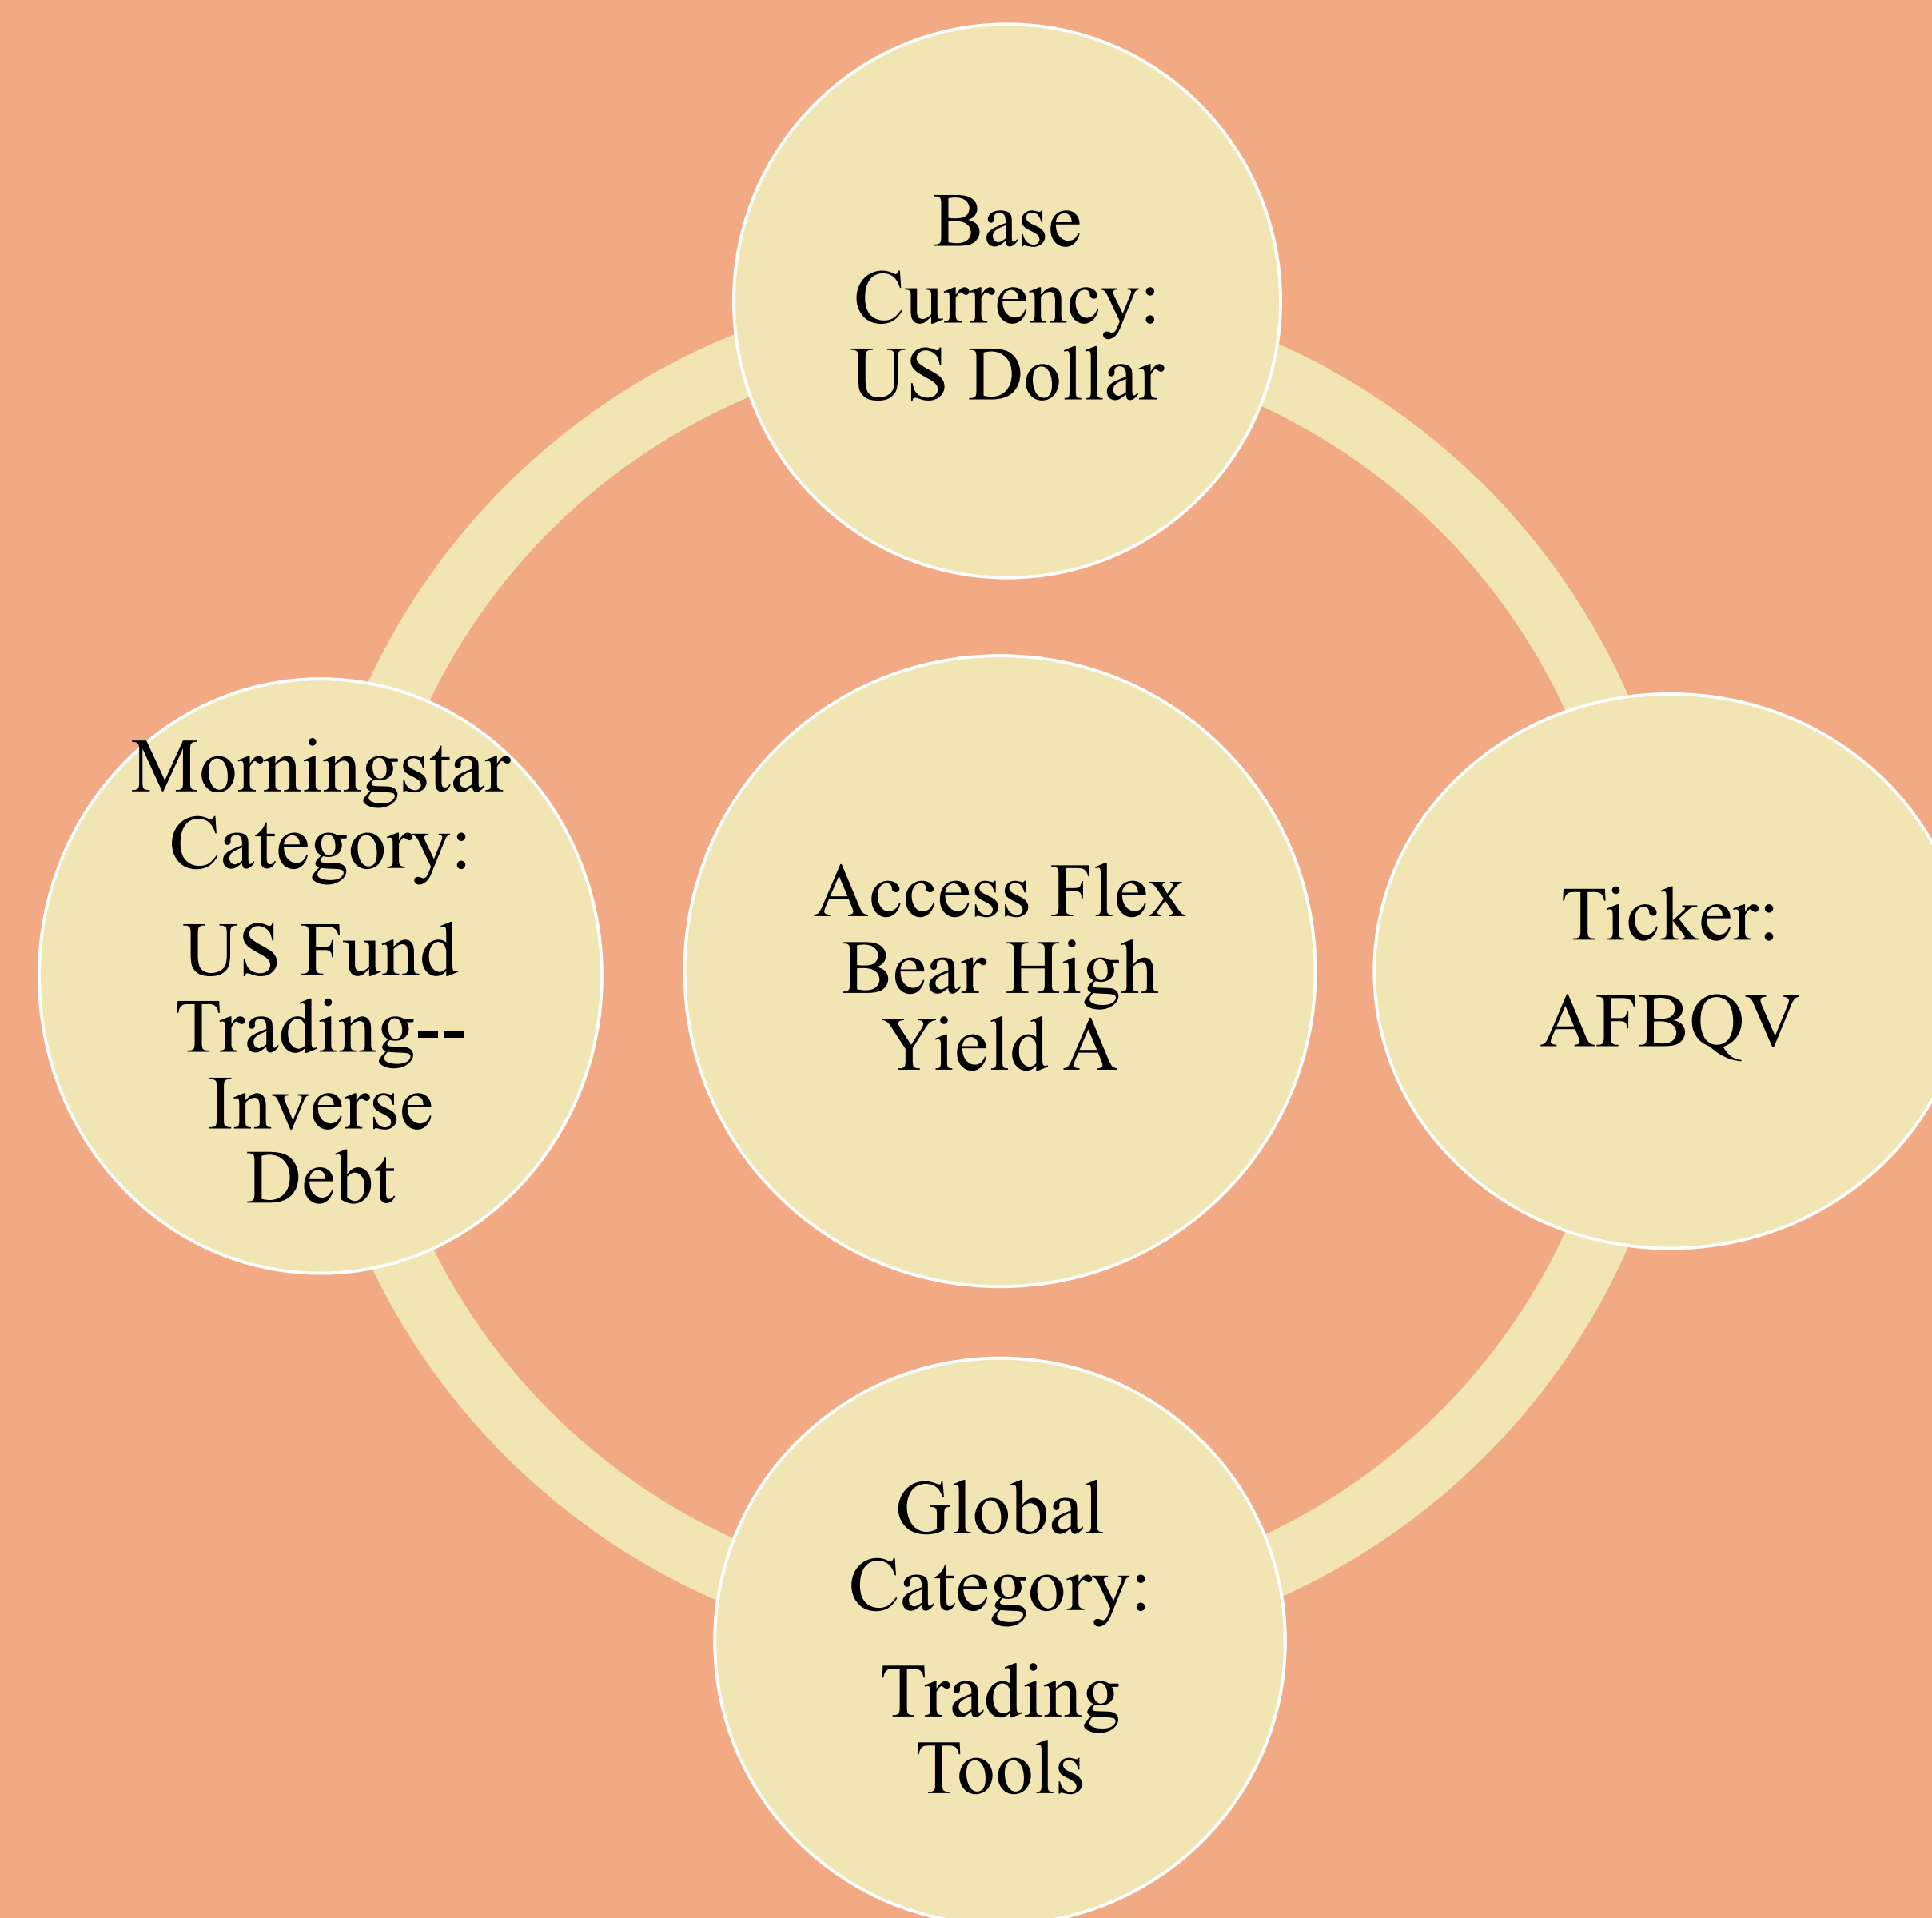 Base
Currency:
US Dollar
Morningstar
Category:
US Fund
Trading--
Inverse
Debt
Access Flex
Bear High
Yield A
Ticker:
AFBQV
Global
Category:
Trading
Tools